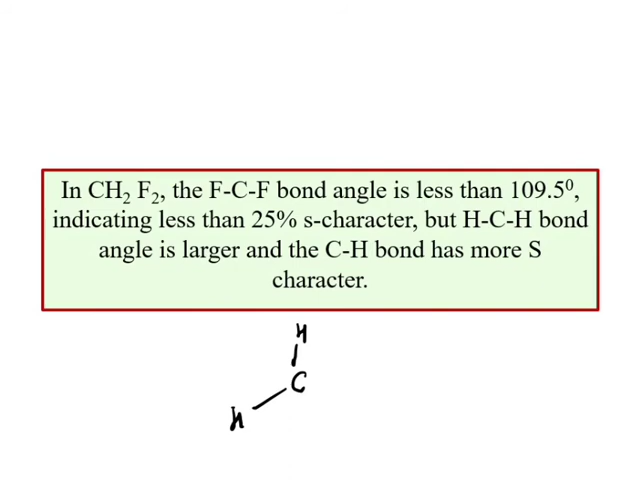 In CH₂ F₂, the F-C-F bond angle is less than 109.5⁰,
indicating less than 25% s-character, but H-C-H bond
angle is larger and the C-H bond has more S
character.
H
C
H